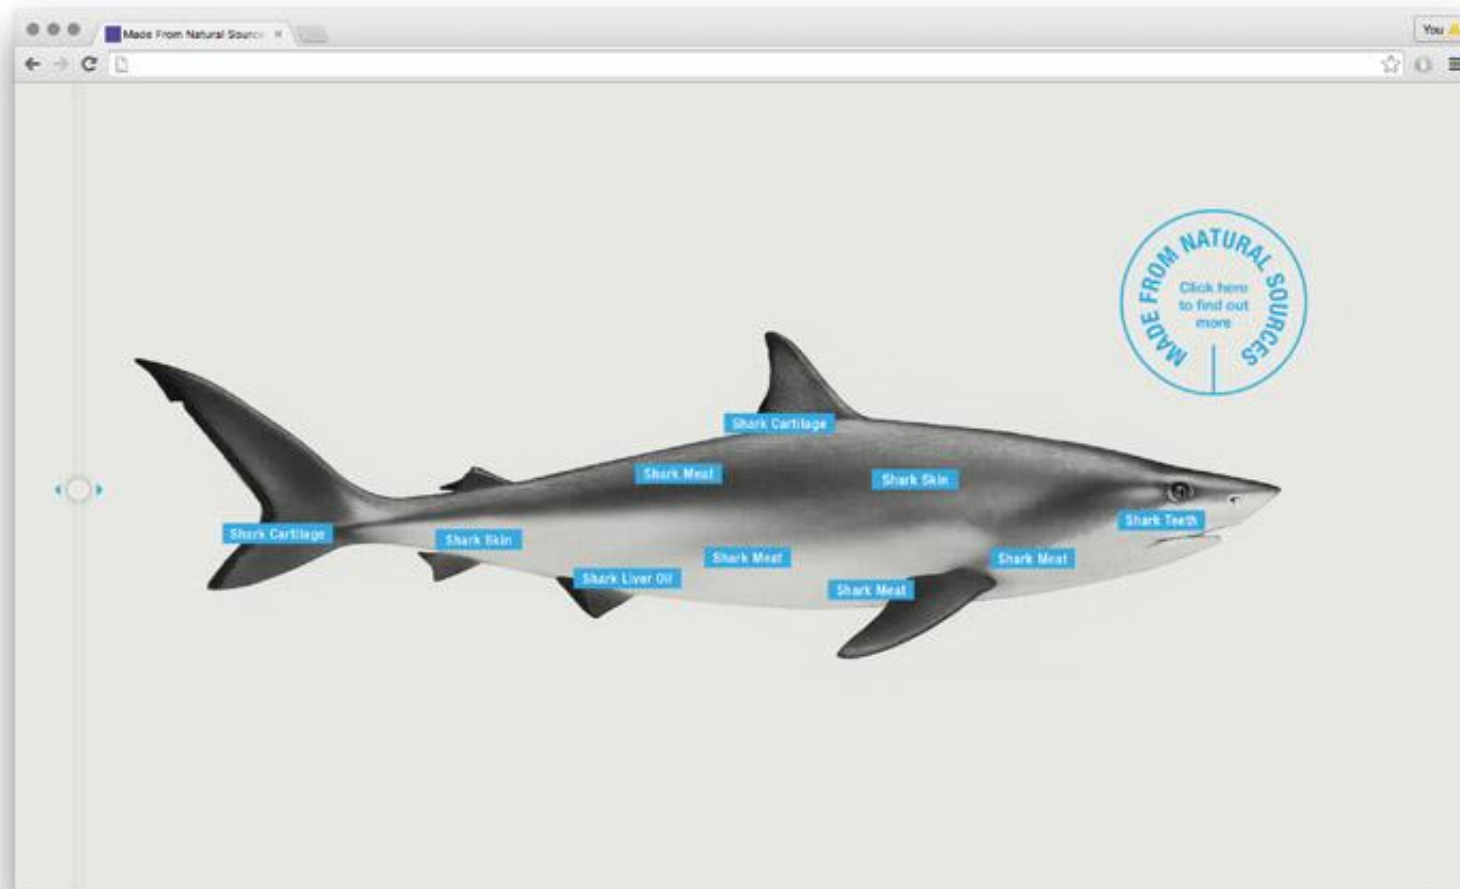 Made From Natural Source
You
MADE FROM NATURAL SOURCES
Click here
to find out
more
Shark Cartilage
Shark Meat
Shark Skin
Shark Teeth
Shark Cartilage
Shark Skin
Shark Meat
Shark Meat
Shark Liver Oil
Shark Meat